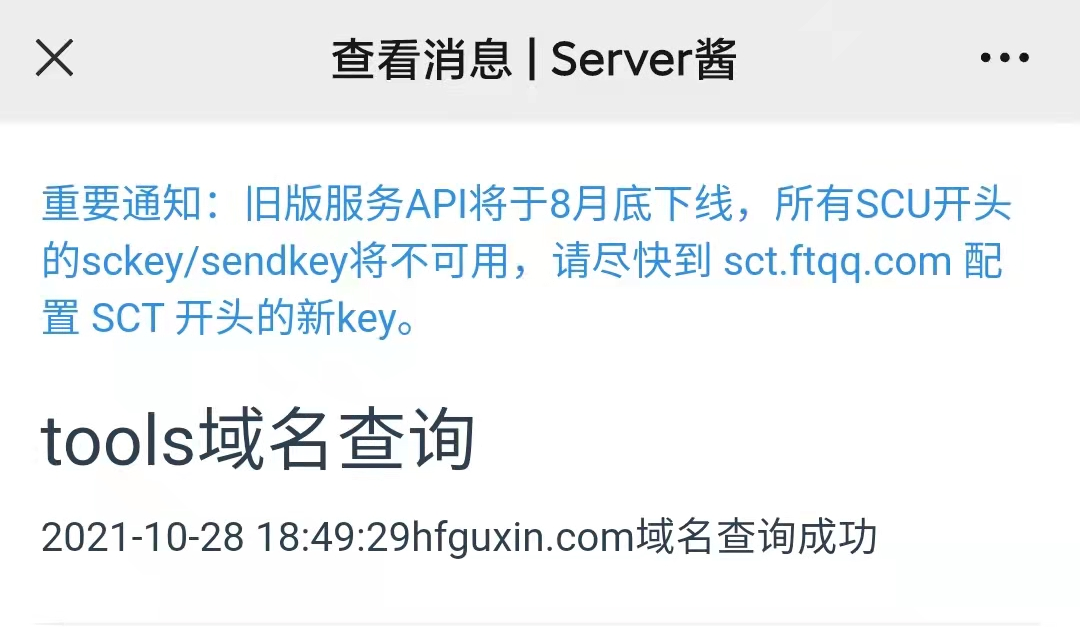 查看消息 | Server酱
重要通知：旧版服务API将于8月底下线，所有SCU开头
的sckey/sendkey将不可用，请尽快到 sct.ftqq.com 配
置 SCT 开头的新key。
tools域名查询
2021-10-28 18:49:29hfguxin.com域名查询成功